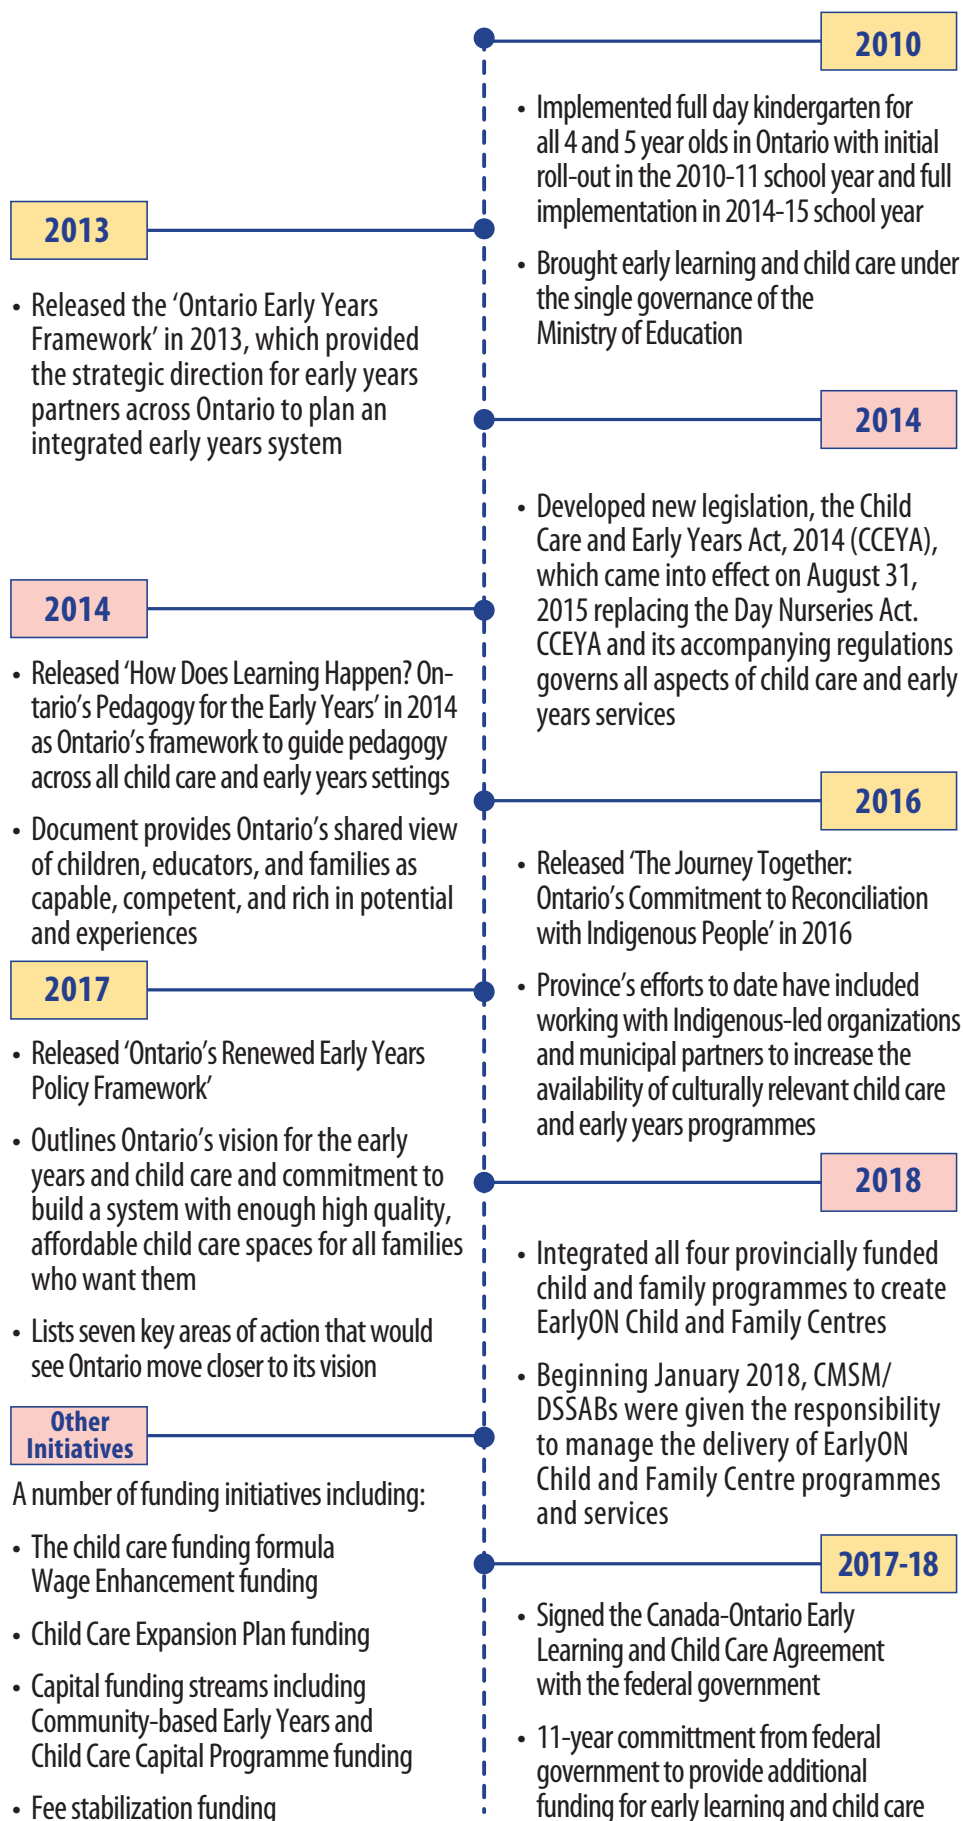 2010
• Implemented full day kindergarten for
all 4 and 5 year olds in Ontario with initial
roll-out in the 2010-11 school year and full
implementation in 2014-15 school year
• Brought early learning and child care under
the single governance of the
Ministry of Education
2013
• Released the ‘Ontario Early Years
Framework’ in 2013, which provided
the strategic direction for early years
partners across Ontario to plan an
integrated early years system
2014
• Developed new legislation, the Child
Care and Early Years Act, 2014 (CCEYA),
which came into effect on August 31,
2015 replacing the Day Nurseries Act.
CCEYA and its accompanying regulations
governs all aspects of child care and early
years services
2014
• Released ‘How Does Learning Happen? On-
tario’s Pedagogy for the Early Years’ in 2014
as Ontario’s framework to guide pedagogy
across all child care and early years settings
• Document provides Ontario’s shared view
of children, educators, and families as
capable, competent, and rich in potential
and experiences
2016
• Released ‘The Journey Together:
Ontario’s Commitment to Reconciliation
with Indigenous People’ in 2016
• Province’s efforts to date have included
working with Indigenous-led organizations
and municipal partners to increase the
availability of culturally relevant child care
and early years programmes
2017
• Released ‘Ontario’s Renewed Early Years
Policy Framework’
• Outlines Ontario’s vision for the early
years and child care and commitment to
build a system with enough high quality,
affordable child care spaces for all families
who want them
• Lists seven key areas of action that would
see Ontario move closer to its vision
2018
• Integrated all four provincially funded
child and family programmes to create
EarlyON Child and Family Centres
• Beginning January 2018, CMSM/
DSSABs were given the responsibility
to manage the delivery of EarlyON
Child and Family Centre programmes
and services
Other
Initiatives
A number of funding initiatives including:
• The child care funding formula
Wage Enhancement funding
• Child Care Expansion Plan funding
• Capital funding streams including
Community-based Early Years and
Child Care Capital Programme funding
• Fee stabilization funding
2017-18
• Signed the Canada-Ontario Early
Learning and Child Care Agreement
with the federal government
• 11-year committment from federal
government to provide additional
funding for early learning and child care